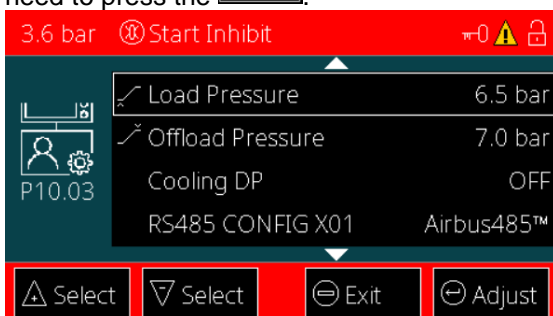 need to press the
3.6 bar Start Inhibit 0
Load Pressure 6.5 bar
Offload Pressure 7.0 bar
P10.03
Cooling DP OFF
RS485 CONFIG X01 Airbus485™
Select Select Exit Adjust